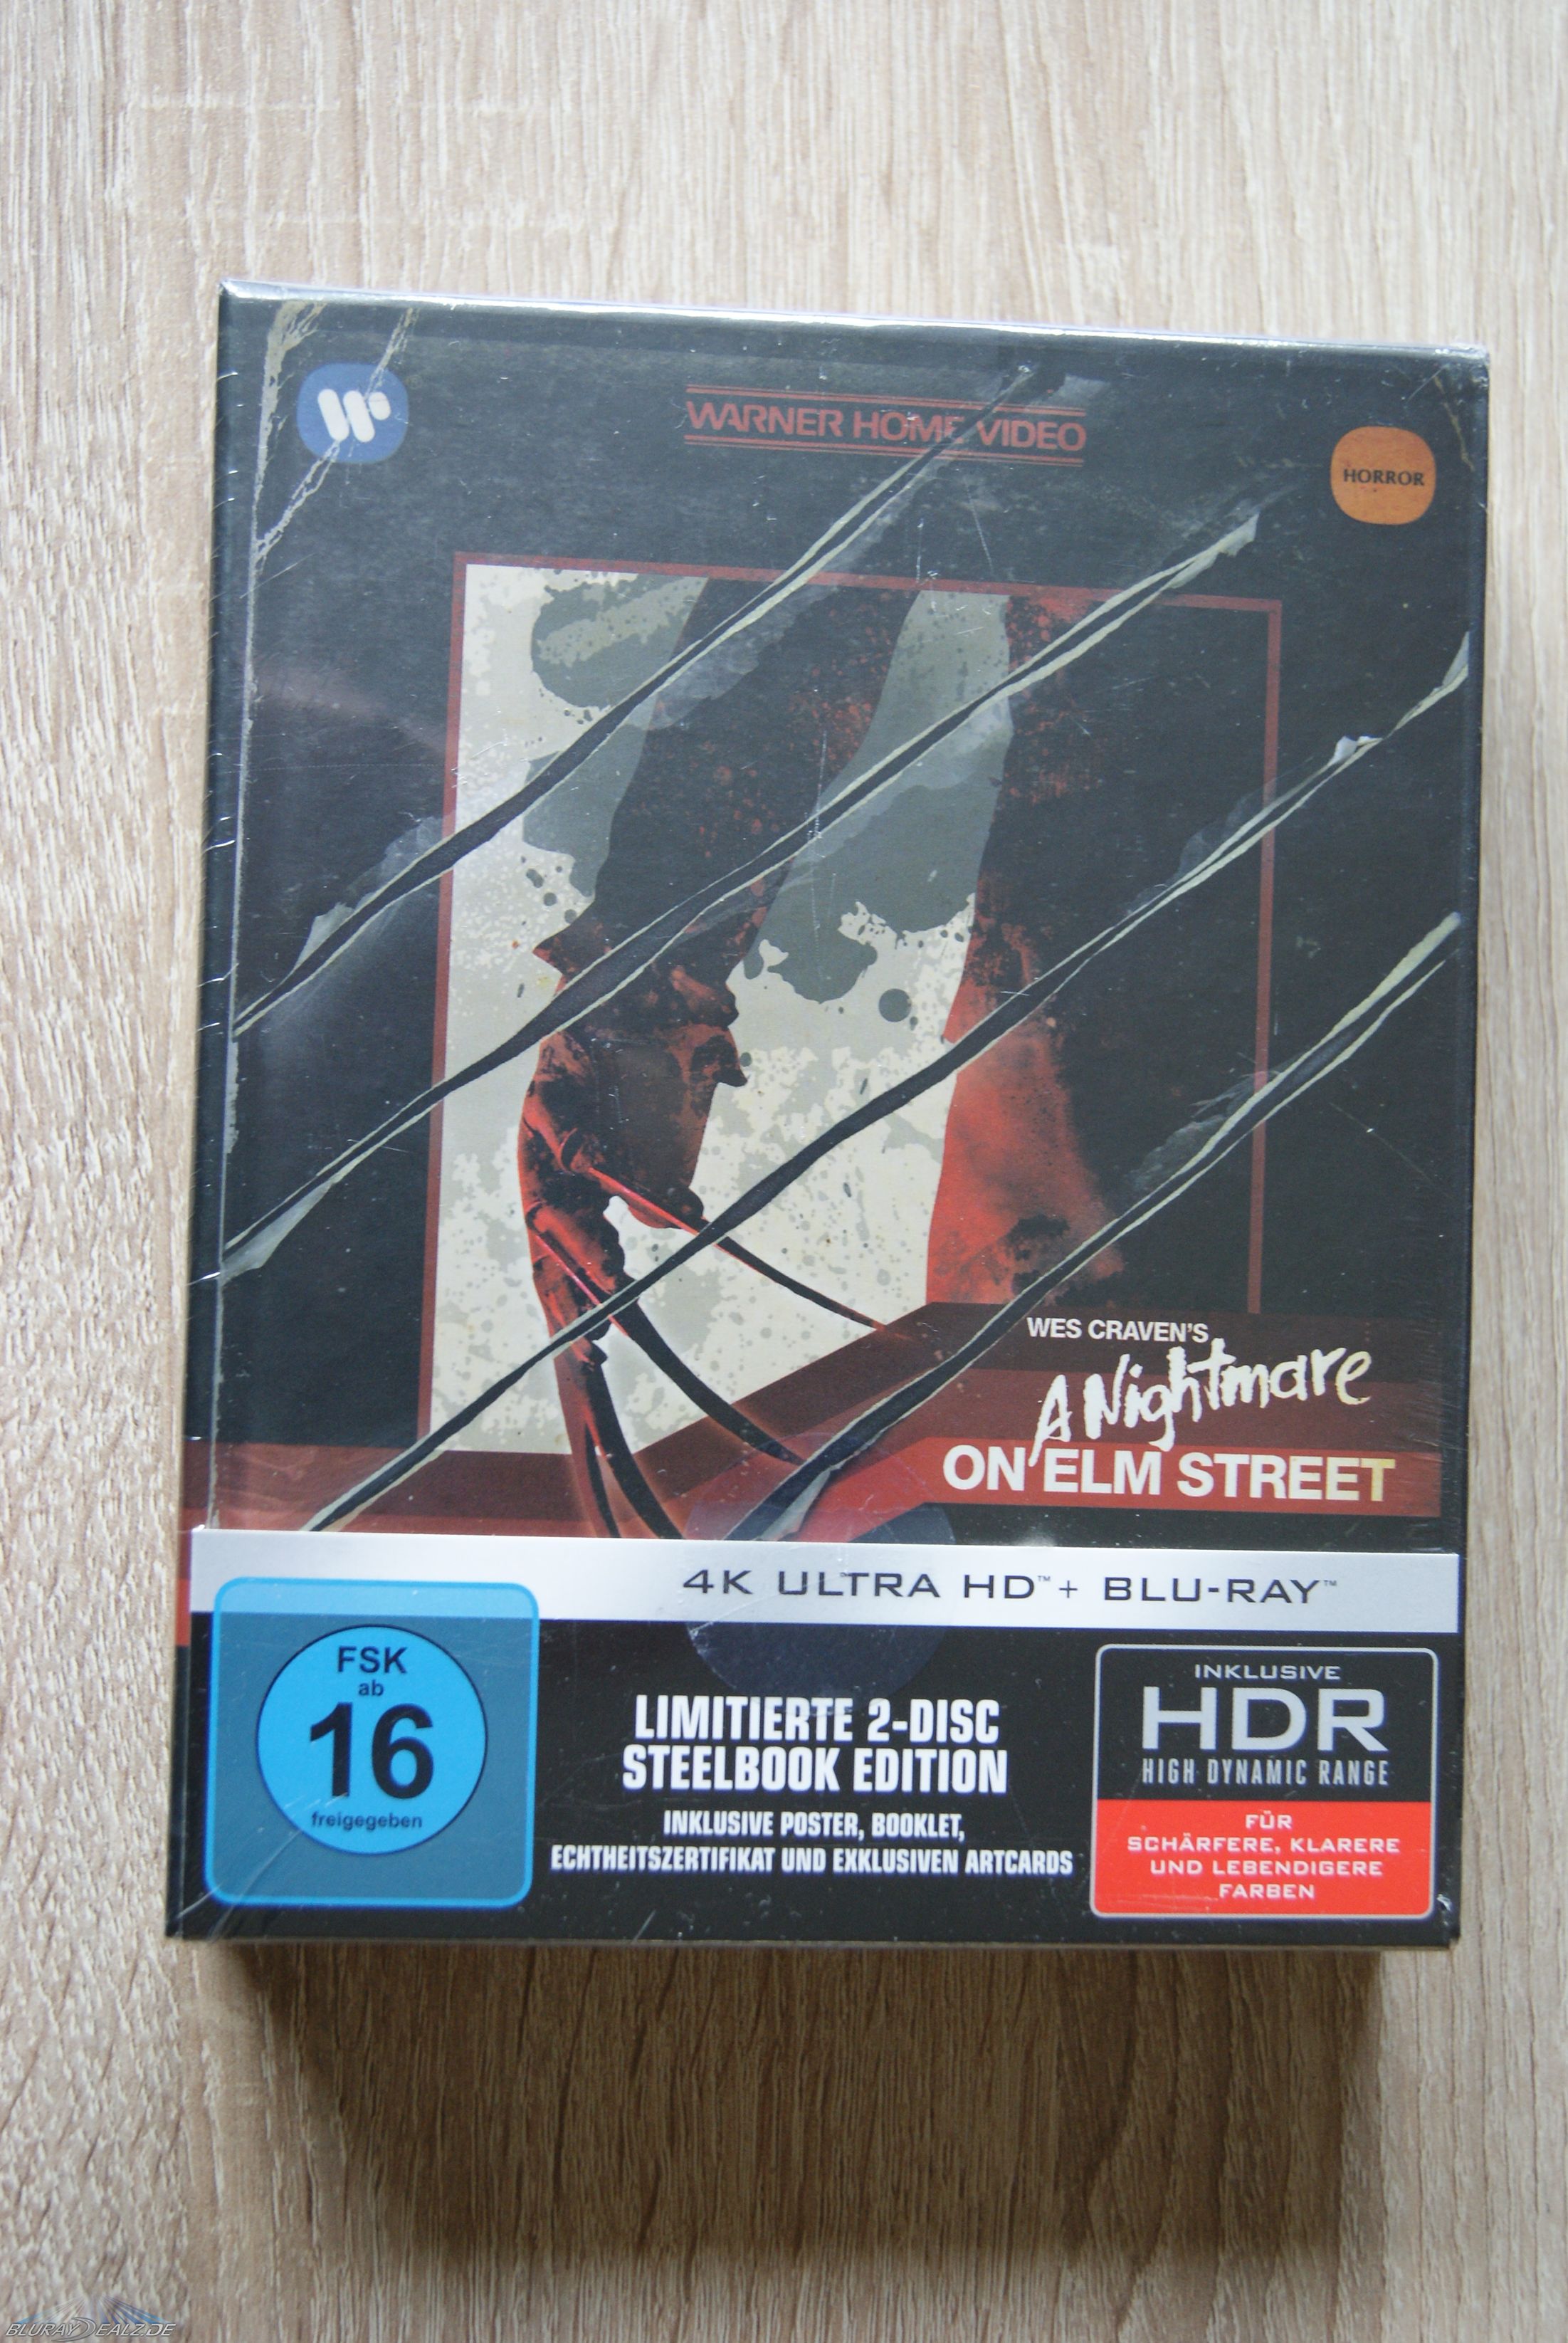 WARNER HOME VIDEO
HORROR
WES CRAVEN'S
A Nightmare
ON ELM STREET
4K ULTRA HD™ + BLU-RAY™
FSK
ab
16
freigegeben
LIMITIERTE 2-DISC
STEELBOOK EDITION
INKLUSIVE POSTER, BOOKLET,
ECHTHEITSZERTIFIKAT UND EXKLUSIVEN ARTCARDS
INKLUSIVE
HDR
HIGH DYNAMIC RANGE
FÜR
SCHÄRFERE, KLARERE
UND LEBENDIGERE
FARBEN
BLURAYDEALZ.DE